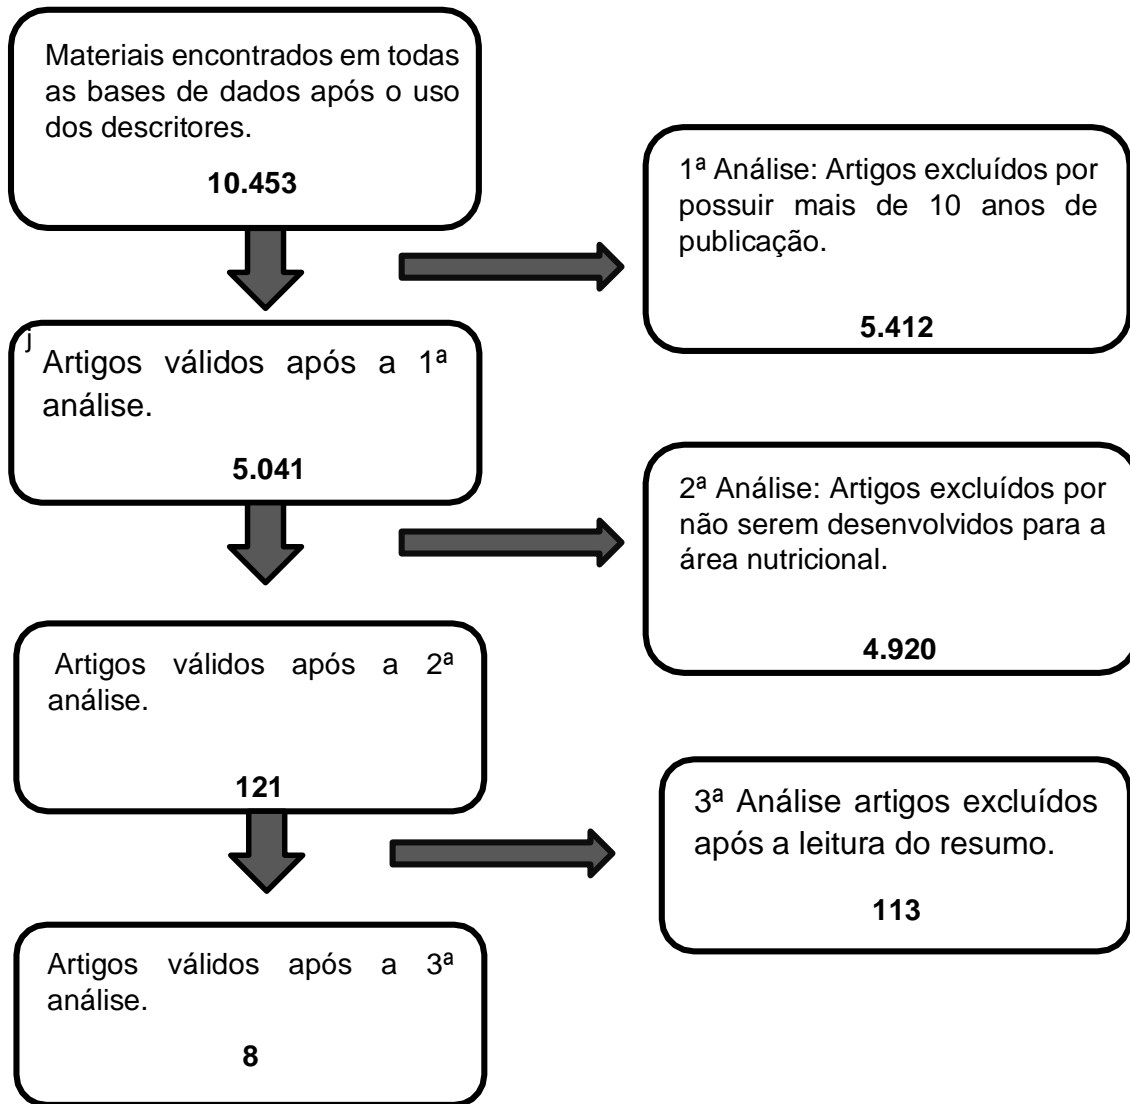 Materiais encontrados em todas
as bases de dados após o uso
dos descritores.
10.453
1ª Análise: Artigos excluídos por
possuir mais de 10 anos de
publicação.
5.412
j
Artigos válidos após a 1ª
análise.
5.041
2ª Análise: Artigos excluídos por
não serem desenvolvidos para a
área nutricional.
4.920
Artigos válidos após a 2ª
análise.
121
3ª Análise artigos excluídos
após a leitura do resumo.
113
Artigos válidos após a 3ª
análise.
8